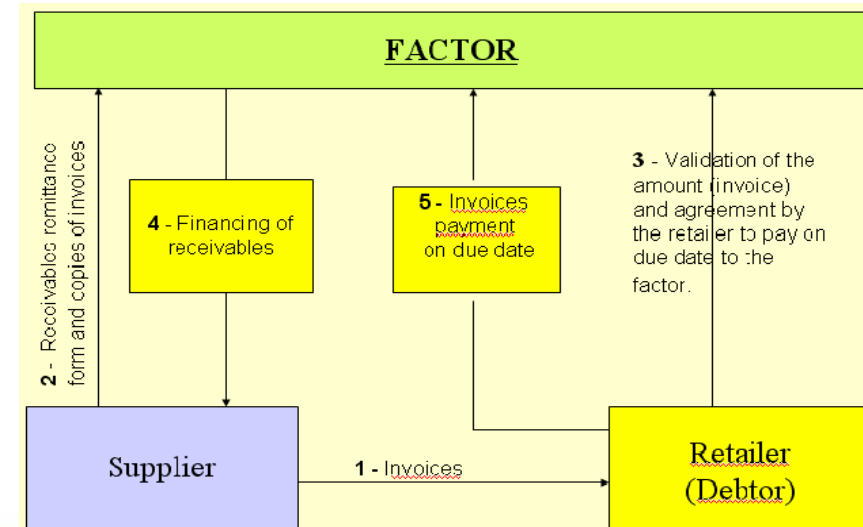 FACTOR
2 - Receivables remittance
form and copies of invoices
4 - Financing of
receivables
5 - Invoices
payment
on due date
3 - Validation of the
amount (invoice)
and agreement by
the retailer to pay on
due date to the
factor.
Supplier
1 - Invoices
Retailer
(Debtor)